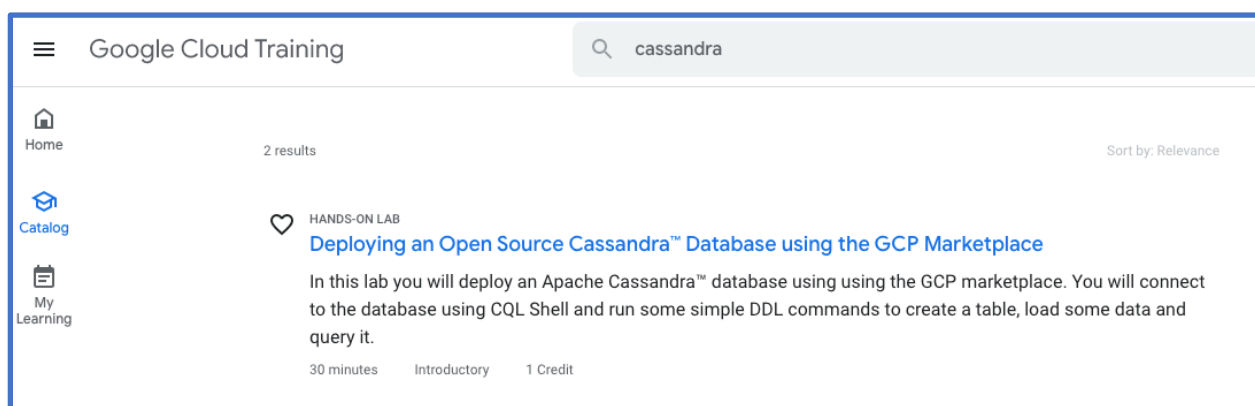 Google Cloud Training
cassandra
Home
2 results
Sort by: Relevance
Catalog
HANDS-ON LAB
Deploying an Open Source Cassandra™ Database using the GCP Marketplace
In this lab you will deploy an Apache Cassandra™ database using using the GCP marketplace. You will connect
to the database using CQL Shell and run some simple DDL commands to create a table, load some data and
query it.
My
Learning
30 minutes Introductory 1 Credit